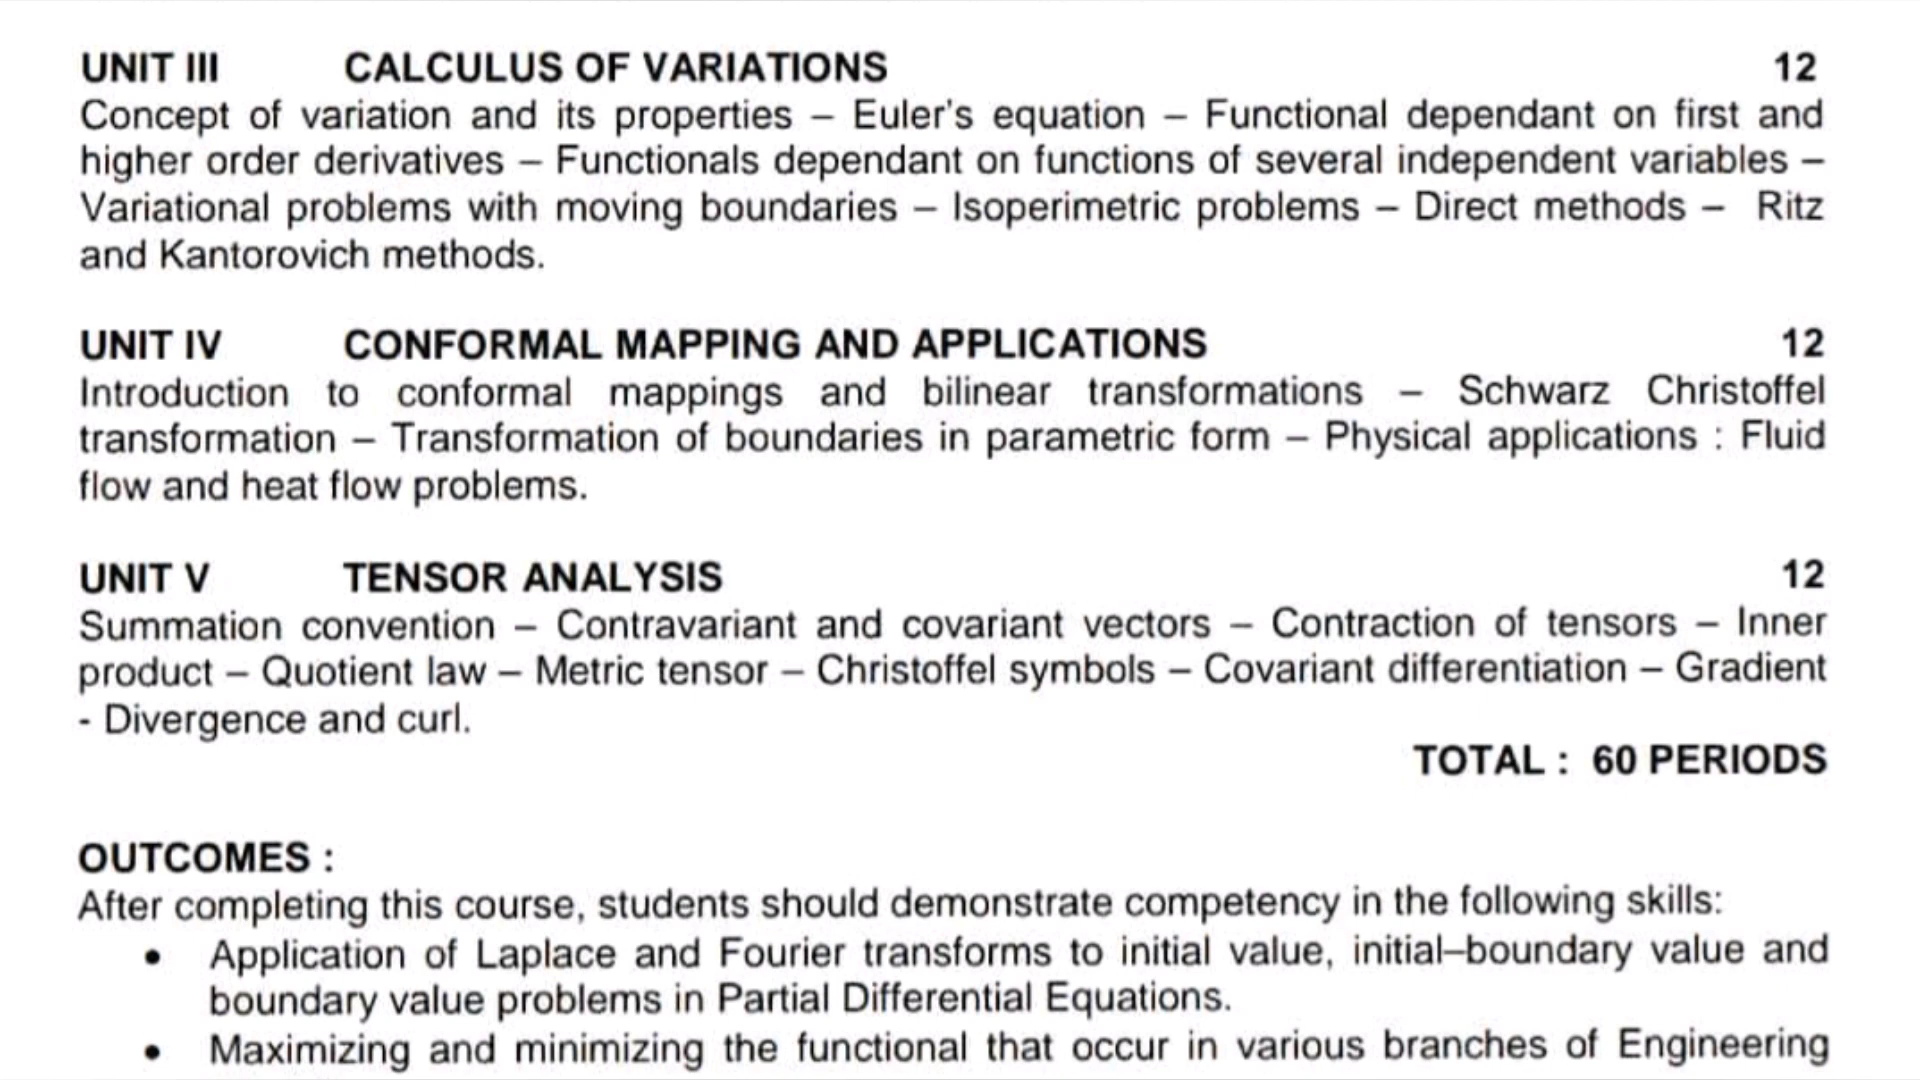 UNIT III CALCULUS OF VARIATIONS 12
Concept of variation and its properties – Euler's equation – Functional dependant on first and
higher order derivatives – Functionals dependant on functions of several independent variables –
Variational problems with moving boundaries – Isoperimetric problems – Direct methods – Ritz
and Kantorovich methods.
UNIT IV CONFORMAL MAPPING AND APPLICATIONS 12
Introduction to conformal mappings and bilinear transformations – Schwarz Christoffel
transformation – Transformation of boundaries in parametric form – Physical applications : Fluid
flow and heat flow problems.
UNIT V TENSOR ANALYSIS 12
Summation convention – Contravariant and covariant vectors – Contraction of tensors – Inner
product – Quotient law – Metric tensor – Christoffel symbols – Covariant differentiation – Gradient
- Divergence and curl.
TOTAL : 60 PERIODS
OUTCOMES :
After completing this course, students should demonstrate competency in the following skills:
• Application of Laplace and Fourier transforms to initial value, initial–boundary value and
boundary value problems in Partial Differential Equations.
• Maximizing and minimizing the functional that occur in various branches of Engineering